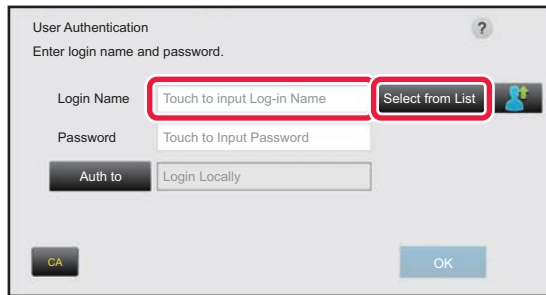 User Authentication ?
Enter login name and password.
Login Name Touch to input Log-in Name Select from List
Password Touch to Input Password
Auth to Login Locally
CA OK